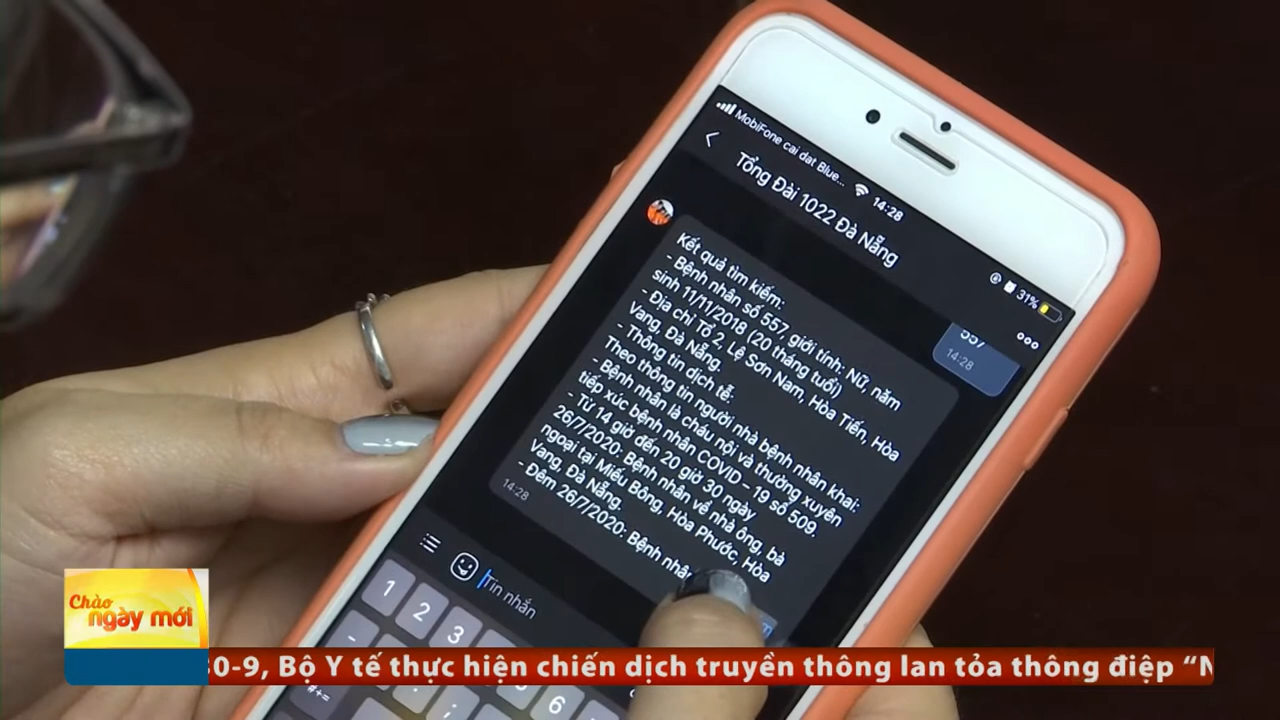 MobiFone cai dat Blue... 14:28
31%
Tổng Đài 1022 Đà Nẵng
557
14:28
Kết quả tìm kiếm:
- Bệnh nhân số 557, giới tính: Nữ, năm
sinh 11/11/2018 (20 tháng tuổi)
- Địa chỉ Tổ 2, Lệ Sơn Nam, Hòa Tiến, Hòa
Vang, Đà Nẵng.
- Thông tin dịch tễ.
Theo thông tin người nhà bệnh nhân khai:
- Bệnh nhân là cháu nội và thường xuyên
tiếp xúc bệnh nhân COVID – 19 số 509.
- Từ 14 giờ đến 20 giờ 30 ngày
26/7/2020: Bệnh nhân về nhà ông, bà
ngoại tại Miếu Bông, Hòa Phước, Hòa
Vang, Đà Nẵng.
- Đêm 26/7/2020: Bệnh nhân
14:28
Tin nhắn
1 2 3
6
#+=
Chào
ngày mới
30-9, Bộ Y tế thực hiện chiến dịch truyền thông lan tỏa thông điệp “N